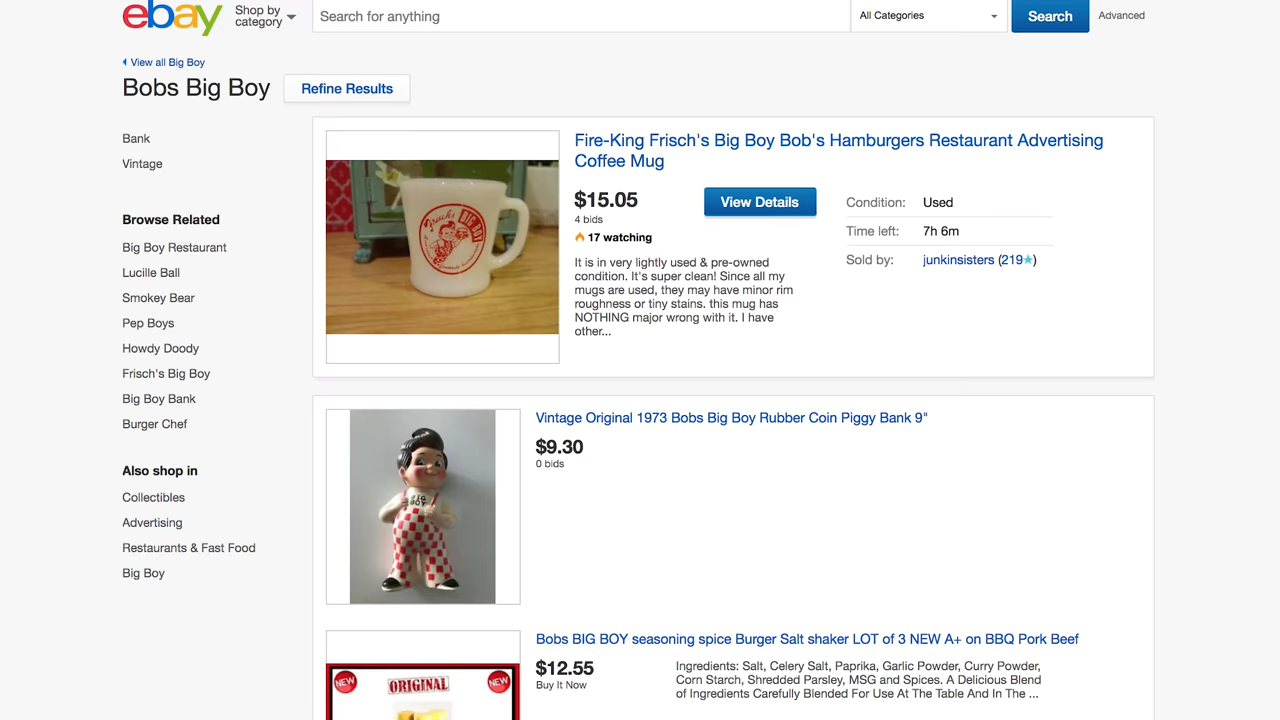 ebay
Shop by
category
Search for anything
All Categories
Search
Advanced
View all Big Boy
Bobs Big Boy
Refine Results
Bank
Vintage
Browse Related
Big Boy Restaurant
Lucille Ball
Smokey Bear
Pep Boys
Howdy Doody
Frisch's Big Boy
Big Boy Bank
Burger Chef
Also shop in
Collectibles
Advertising
Restaurants & Fast Food
Big Boy
Fire-King Frisch's Big Boy Bob's Hamburgers Restaurant Advertising
Coffee Mug
$15.05
4 bids
17 watching
View Details
Condition: Used
Time left: 7h 6m
Sold by: junkinsisters (219)
It is in very lightly used & pre-owned
condition. It's super clean! Since all my
mugs are used, they may have minor rim
roughness or tiny stains. this mug has
NOTHING major wrong with it. I have
other...
Frisch's BIG BOY
Vintage Original 1973 Bobs Big Boy Rubber Coin Piggy Bank 9"
$9.30
0 bids
BIG
BOY
Bobs BIG BOY seasoning spice Burger Salt shaker LOT of 3 NEW A+ on BBQ Pork Beef
$12.55
Buy It Now
Ingredients: Salt, Celery Salt, Paprika, Garlic Powder, Curry Powder,
Corn Starch, Shredded Parsley, MSG and Spices. A Delicious Blend
of Ingredients Carefully Blended For Use At The Table And In The ...
NEW
ORIGINAL
NEW